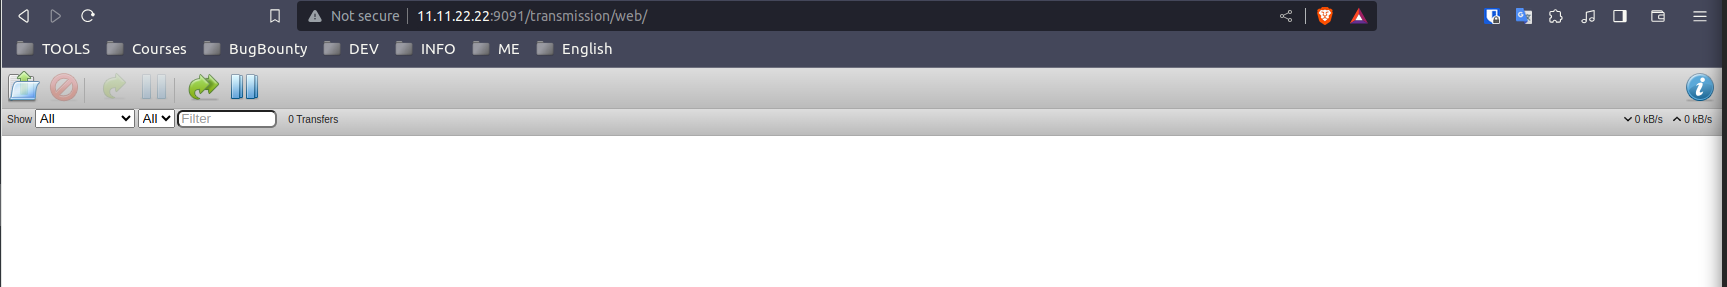 Not secure 11.11.22.22:9091/transmission/web/
TOOLS Courses BugBounty DEV INFO ME English
Show All All Filter 0 Transfers 0 kB/s 0 kB/s